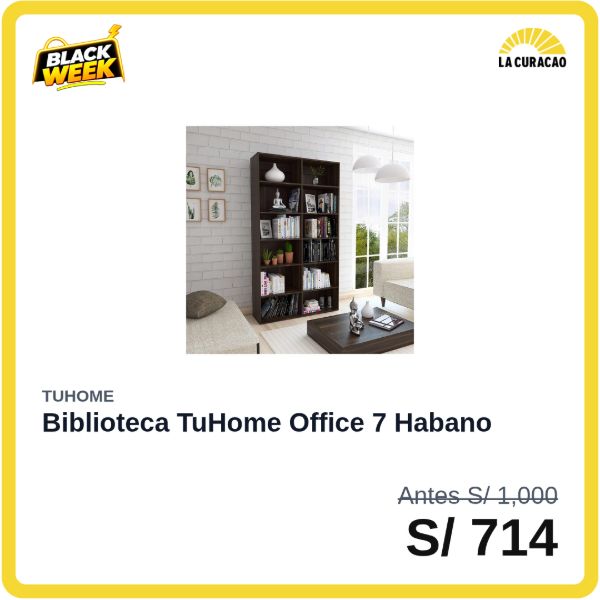 BLACK
WEEK
LA CURACAO
TUHOME
Biblioteca TuHome Office 7 Habano
Antes S/ 1,000
S/ 714